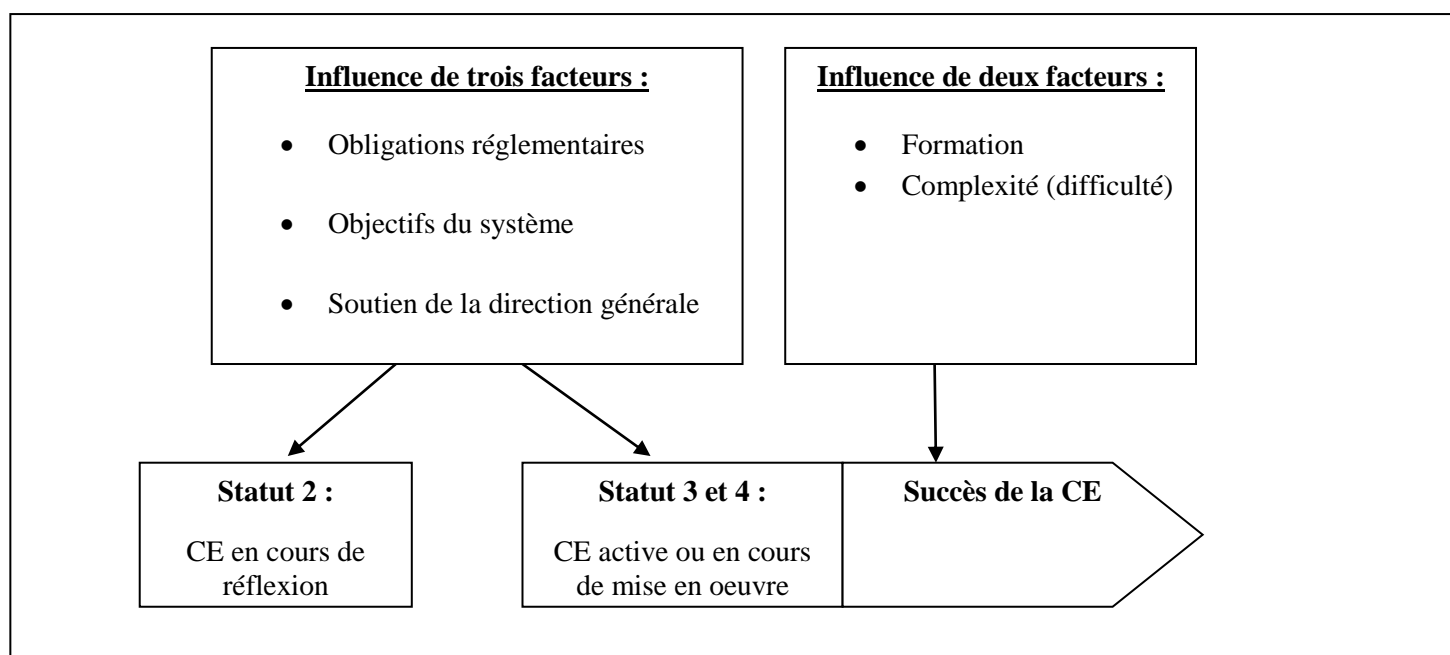 Influence de trois facteurs :
• Obligations réglementaires
• Objectifs du système
• Soutien de la direction générale
Influence de deux facteurs :
• Formation
• Complexité (difficulté)
Statut 2 :
CE en cours de
réflexion
Statut 3 et 4 :
CE active ou en cours
de mise en oeuvre
Succès de la CE